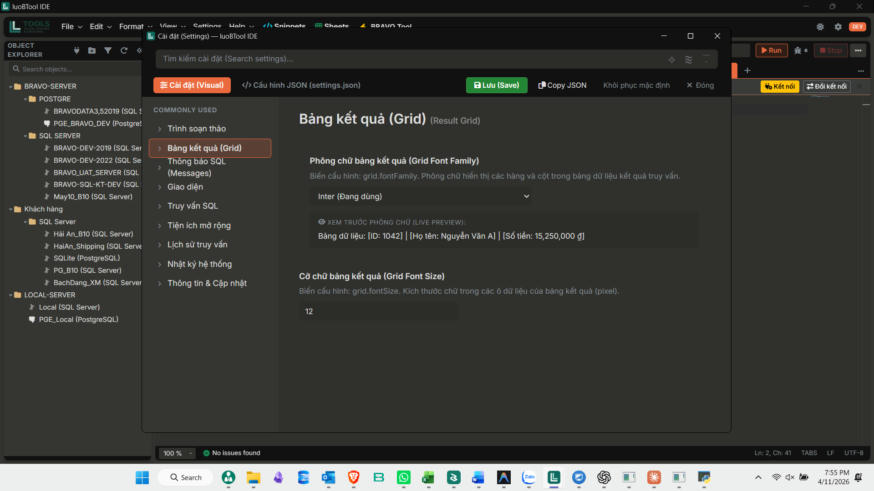 luoBTool IDE
TOOLS
File
Edit
Format
View
Settings
Help
</> Snippets
Sheets
BRAVO Tool
DEV
OBJECT EXPLORER
Search objects...
BRAVO-SERVER
POSTGRE
BRAVODATA3,52019 (SQL Ser
PGE_BRAVO_DEV (PostgreS
SQL SERVER
BRAVO-DEV-2019 (SQL Ser
BRAVO-DEV-2022 (SQL Se
BRAVO_UAT_SERVER (SQL
BRAVO-SQL-KT-DEV (SQL
May10_B10 (SQL Server)
Khách hàng
SQL Server
Hải An_B10 (SQL Server)
HaiAn_Shipping (SQL Serve
SQLite (PostgreSQL)
PG_B10 (SQL Server)
BachDang_XM (SQL Server
LOCAL-SERVER
Local (SQL Server)
PGE_Local (PostgreSQL)
Cài đặt (Settings) — luoBTool IDE
Tìm kiếm cài đặt (Search settings)...
Cài đặt (Visual)
</> Cấu hình JSON (settings.json)
Lưu (Save)
Copy JSON
Khôi phục mặc định
Đóng
COMMONLY USED
Trình soạn thảo
Bảng kết quả (Grid)
Thông báo SQL (Messages)
Giao diện
Truy vấn SQL
Tiện ích mở rộng
Lịch sử truy vấn
Nhật ký hệ thống
Thông tin & Cập nhật
Bảng kết quả (Grid) (Result Grid)
Phông chữ bảng kết quả (Grid Font Family)
Biến cấu hình: grid.fontFamily. Phông chữ hiển thị các hàng và cột trong bảng dữ liệu kết quả truy vấn.
Inter (Đang dùng)
XEM TRƯỚC PHÔNG CHỮ (LIVE PREVIEW):
Bảng dữ liệu: [ID: 1042] | [Họ tên: Nguyễn Văn A] | [Số tiền: 15,250,000 ₫]
Cỡ chữ bảng kết quả (Grid Font Size)
Biến cấu hình: grid.fontSize. Kích thước chữ trong các ô dữ liệu của bảng kết quả (pixel).
12
Run
Stop
Kết nối
Đổi kết nối
100 %
No issues found
Ln: 2, Ch: 41
TABS
LF
UTF-8
Search
Zalo
7:55 PM
4/11/2026